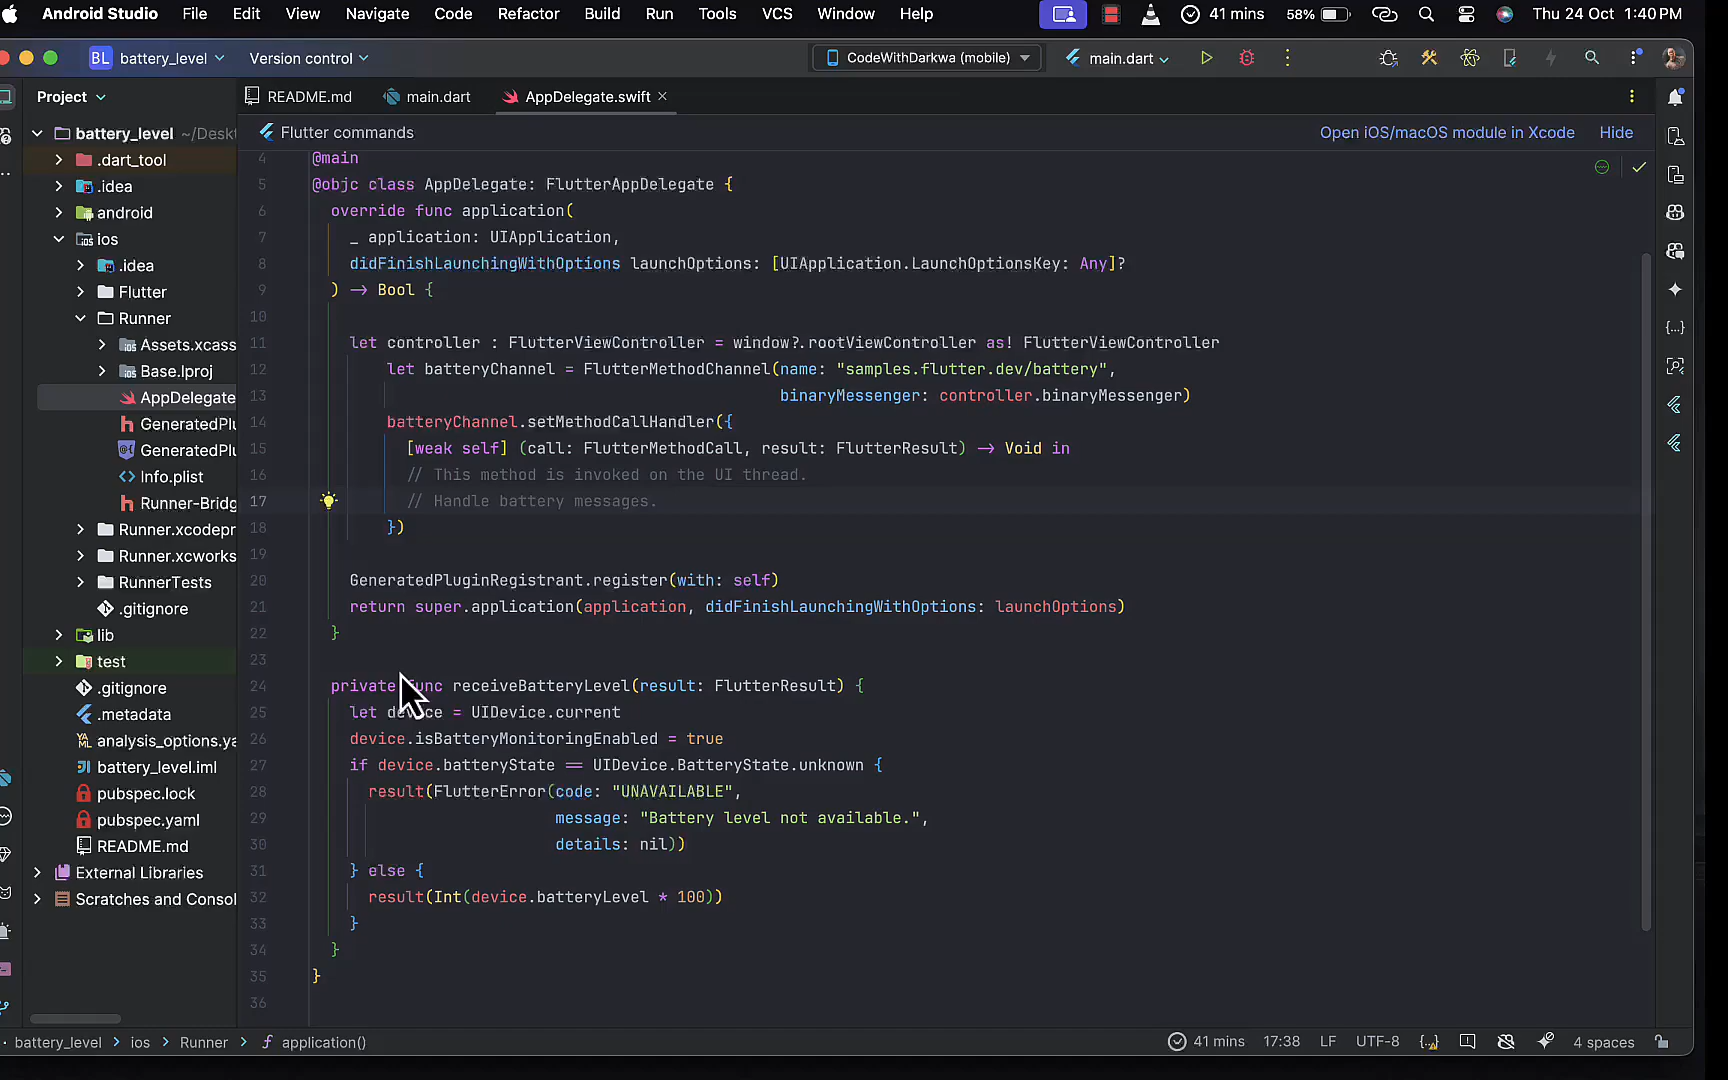 Android Studio File Edit View Navigate Code Refactor Build Run Tools VCS Window Help 41 mins 58% Thu 24 Oct 1:40 PM
BL battery_level Version control CodeWithDarkwa (mobile) main.dart
Project README.md main.dart AppDelegate.swift
Flutter commands Open iOS/macOS module in Xcode Hide
battery_level ~/Deskt
.dart_tool
.idea
android
ios
.idea
Flutter
Runner
Assets.xcass
Base.lproj
AppDelegate
GeneratedPlu
GeneratedPlu
Info.plist
Runner-Bridg
Runner.xcodepr
Runner.xcworks
RunnerTests
.gitignore
lib
test
.gitignore
.metadata
analysis_options.ya
battery_level.iml
pubspec.lock
pubspec.yaml
README.md
External Libraries
Scratches and Consol
4 @main
5 @objc class AppDelegate: FlutterAppDelegate {
6 override func application(
7 _ application: UIApplication,
8 didFinishLaunchingWithOptions launchOptions: [UIApplication.LaunchOptionsKey: Any]?
9 ) -> Bool {
10
11 let controller : FlutterViewController = window?.rootViewController as! FlutterViewController
12 let batteryChannel = FlutterMethodChannel(name: "samples.flutter.dev/battery",
13 binaryMessenger: controller.binaryMessenger)
14 batteryChannel.setMethodCallHandler({
15 [weak self] (call: FlutterMethodCall, result: FlutterResult) -> Void in
16 // This method is invoked on the UI thread.
17 // Handle battery messages.
18 })
19
20 GeneratedPluginRegistrant.register(with: self)
21 return super.application(application, didFinishLaunchingWithOptions: launchOptions)
22 }
23
24 private func receiveBatteryLevel(result: FlutterResult) {
25 let device = UIDevice.current
26 device.isBatteryMonitoringEnabled = true
27 if device.batteryState == UIDevice.BatteryState.unknown {
28 result(FlutterError(code: "UNAVAILABLE",
29 message: "Battery level not available.",
30 details: nil))
31 } else {
32 result(Int(device.batteryLevel * 100))
33 }
34 }
35 }
36
battery_level > ios > Runner > application() 41 mins 17:38 LF UTF-8 4 spaces